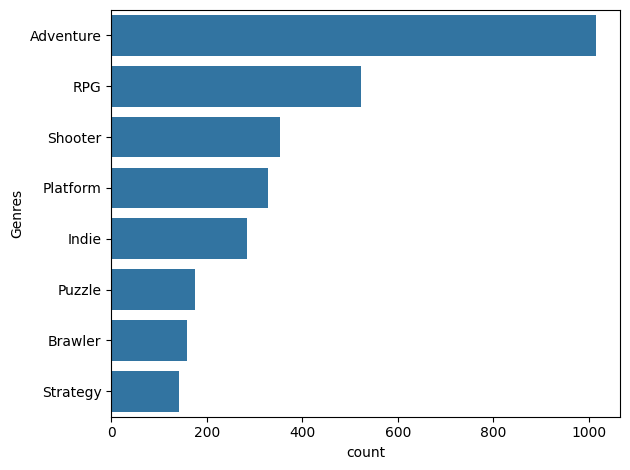 Genres
Adventure
RPG
Shooter
Platform
Indie
Puzzle
Brawler
Strategy
0 200 400 600 800 1000
count